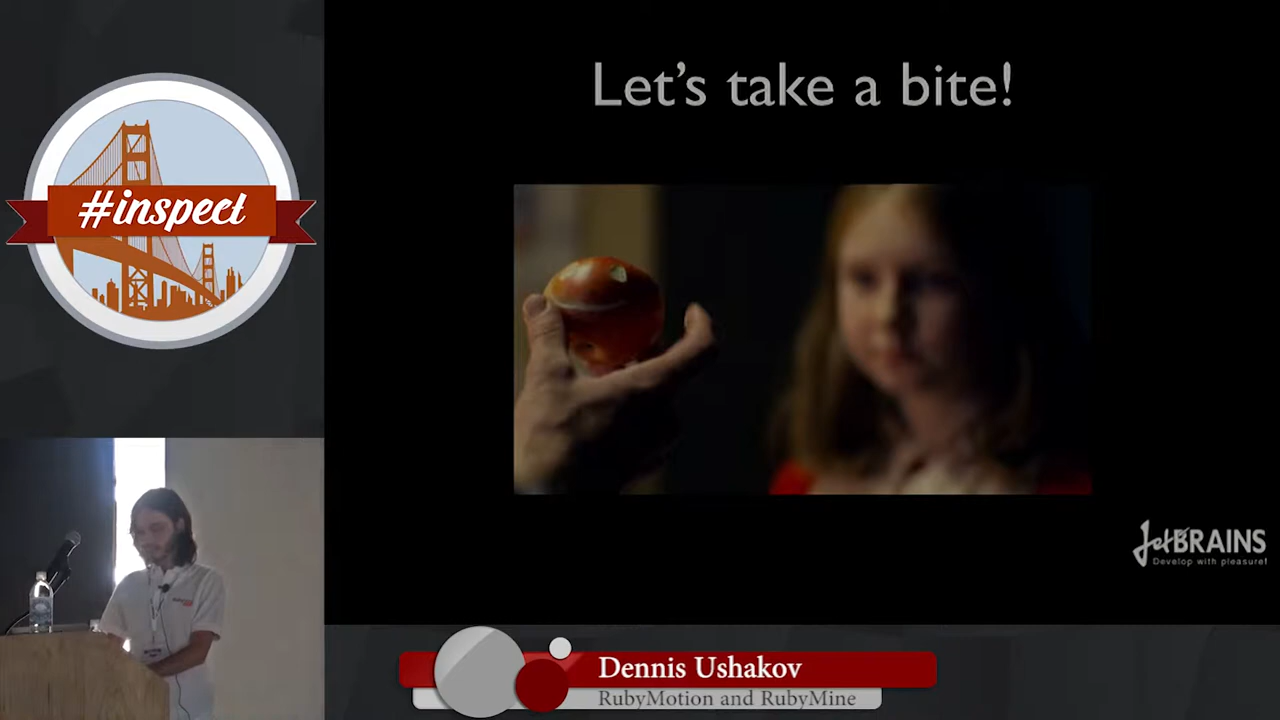 Let's take a bite!
#inspect
JetBRAINS
Develop with pleasure!
Dennis Ushakov
RubyMotion and RubyMine